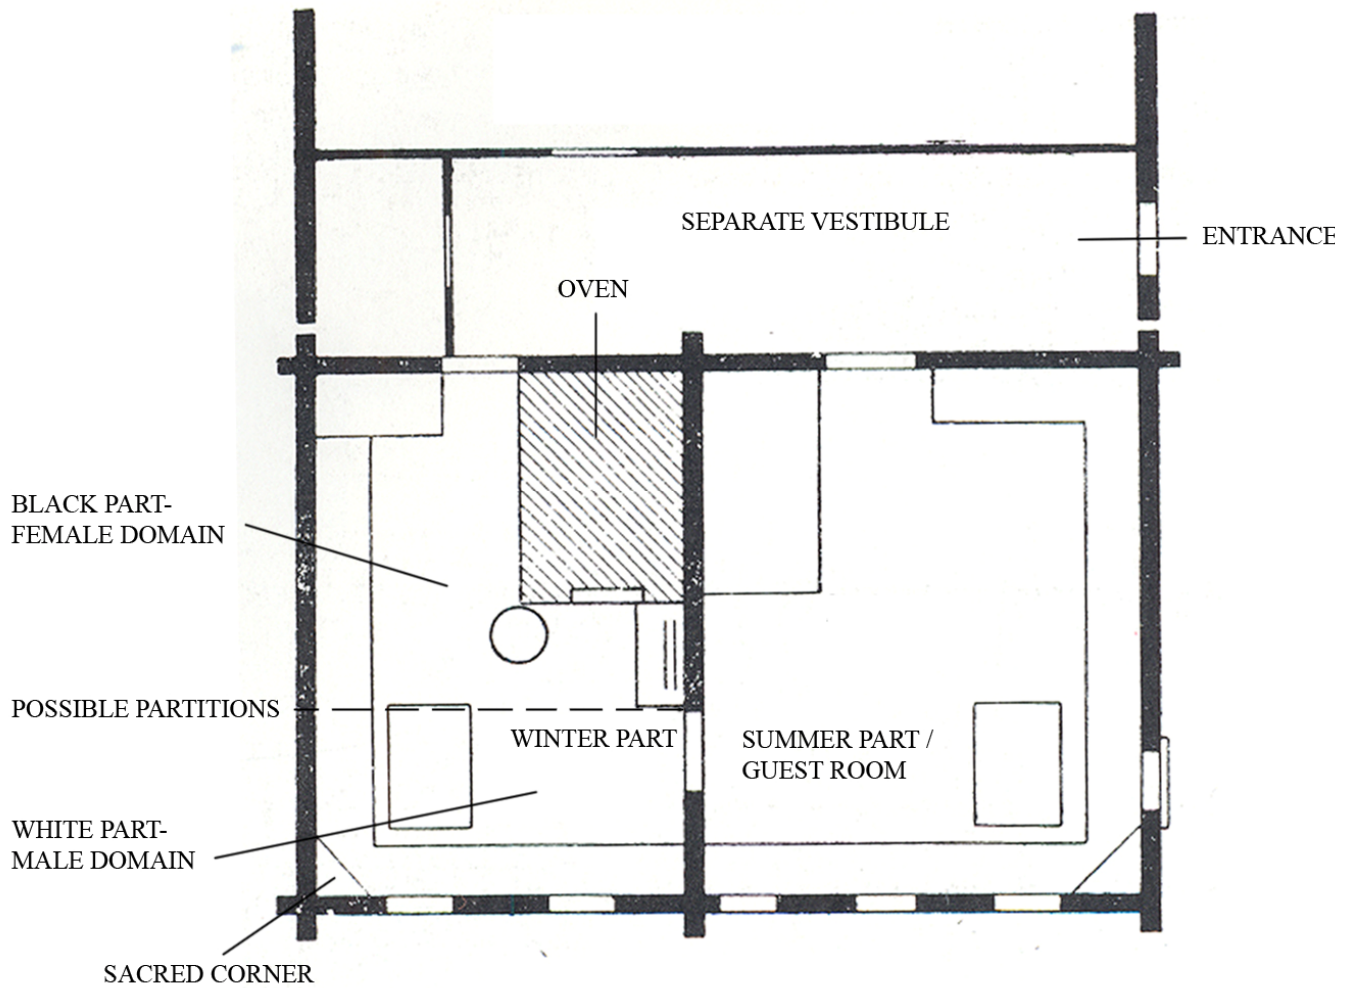 SEPARATE VESTIBULE
ENTRANCE
OVEN
BLACK PART-
FEMALE DOMAIN
POSSIBLE PARTITIONS
WINTER PART
SUMMER PART /
GUEST ROOM
WHITE PART-
MALE DOMAIN
SACRED CORNER